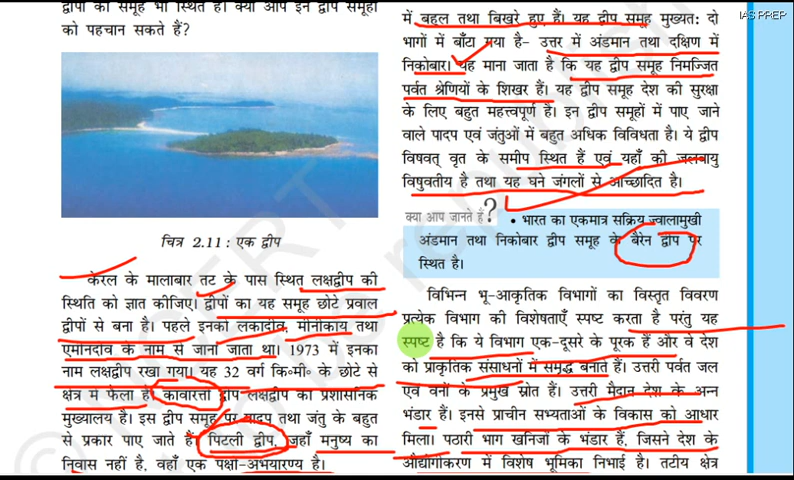 द्वीपों का समूह भी स्थित है। क्या आप इन द्वीप समूहों
को पहचान सकते हैं?
चित्र 2.11 : एक द्वीप
केरल के मालाबार तट के पास स्थित लक्षद्वीप की
स्थिति को ज्ञात कीजिए। द्वीपों का यह समूह छोटे प्रवाल
द्वीपों से बना है। पहले इनको लकादीव, मीनीकाय तथा
एमीनदीव के नाम से जाना जाता था। 1973 में इनका
नाम लक्षद्वीप रखा गया। यह 32 वर्ग कि॰मी॰ के छोटे से
क्षेत्र में फैला है। कावारत्ती द्वीप लक्षद्वीप का प्रशासनिक
मुख्यालय है। इस द्वीप समूह पर पादप तथा जंतु के बहुत
से प्रकार पाए जाते हैं। पिटली द्वीप, जहाँ मनुष्य का
निवास नहीं है, वहाँ एक पक्षी-अभयारण्य है।
में बहुल तथा बिखरे हुए हैं। यह द्वीप समूह मुख्यतः दो
भागों में बाँटा गया है- उत्तर में अंडमान तथा दक्षिण में
निकोबार। यह माना जाता है कि यह द्वीप समूह निमज्जित
पर्वत श्रेणियों के शिखर हैं। यह द्वीप समूह देश की सुरक्षा
के लिए बहुत महत्त्वपूर्ण है। इन द्वीप समूहों में पाए जाने
वाले पादप एवं जंतुओं में बहुत अधिक विविधता है। ये द्वीप
विषवत् वृत के समीप स्थित हैं एवं यहाँ की जलवायु
विषुवतीय है तथा यह घने जंगलों से आच्छादित है।
क्या आप जानते हैं?
• भारत का एकमात्र सक्रिय ज्वालामुखी
अंडमान तथा निकोबार द्वीप समूह के बैरेन द्वीप पर
स्थित है।
विभिन्न भू-आकृतिक विभागों का विस्तृत विवरण
प्रत्येक विभाग की विशेषताएँ स्पष्ट करता है परंतु यह
स्पष्ट है कि ये विभाग एक-दूसरे के पूरक हैं और वे देश
को प्राकृतिक संसाधनों में समृद्ध बनाते हैं। उत्तरी पर्वत जल
एवं वनों के प्रमुख स्रोत हैं। उत्तरी मैदान देश के अन्न
भंडार हैं। इनसे प्राचीन सभ्यताओं के विकास को आधार
मिला। पठारी भाग खनिजों के भंडार हैं, जिसने देश के
औद्योगीकरण में विशेष भूमिका निभाई है। तटीय क्षेत्र
IAS PREP